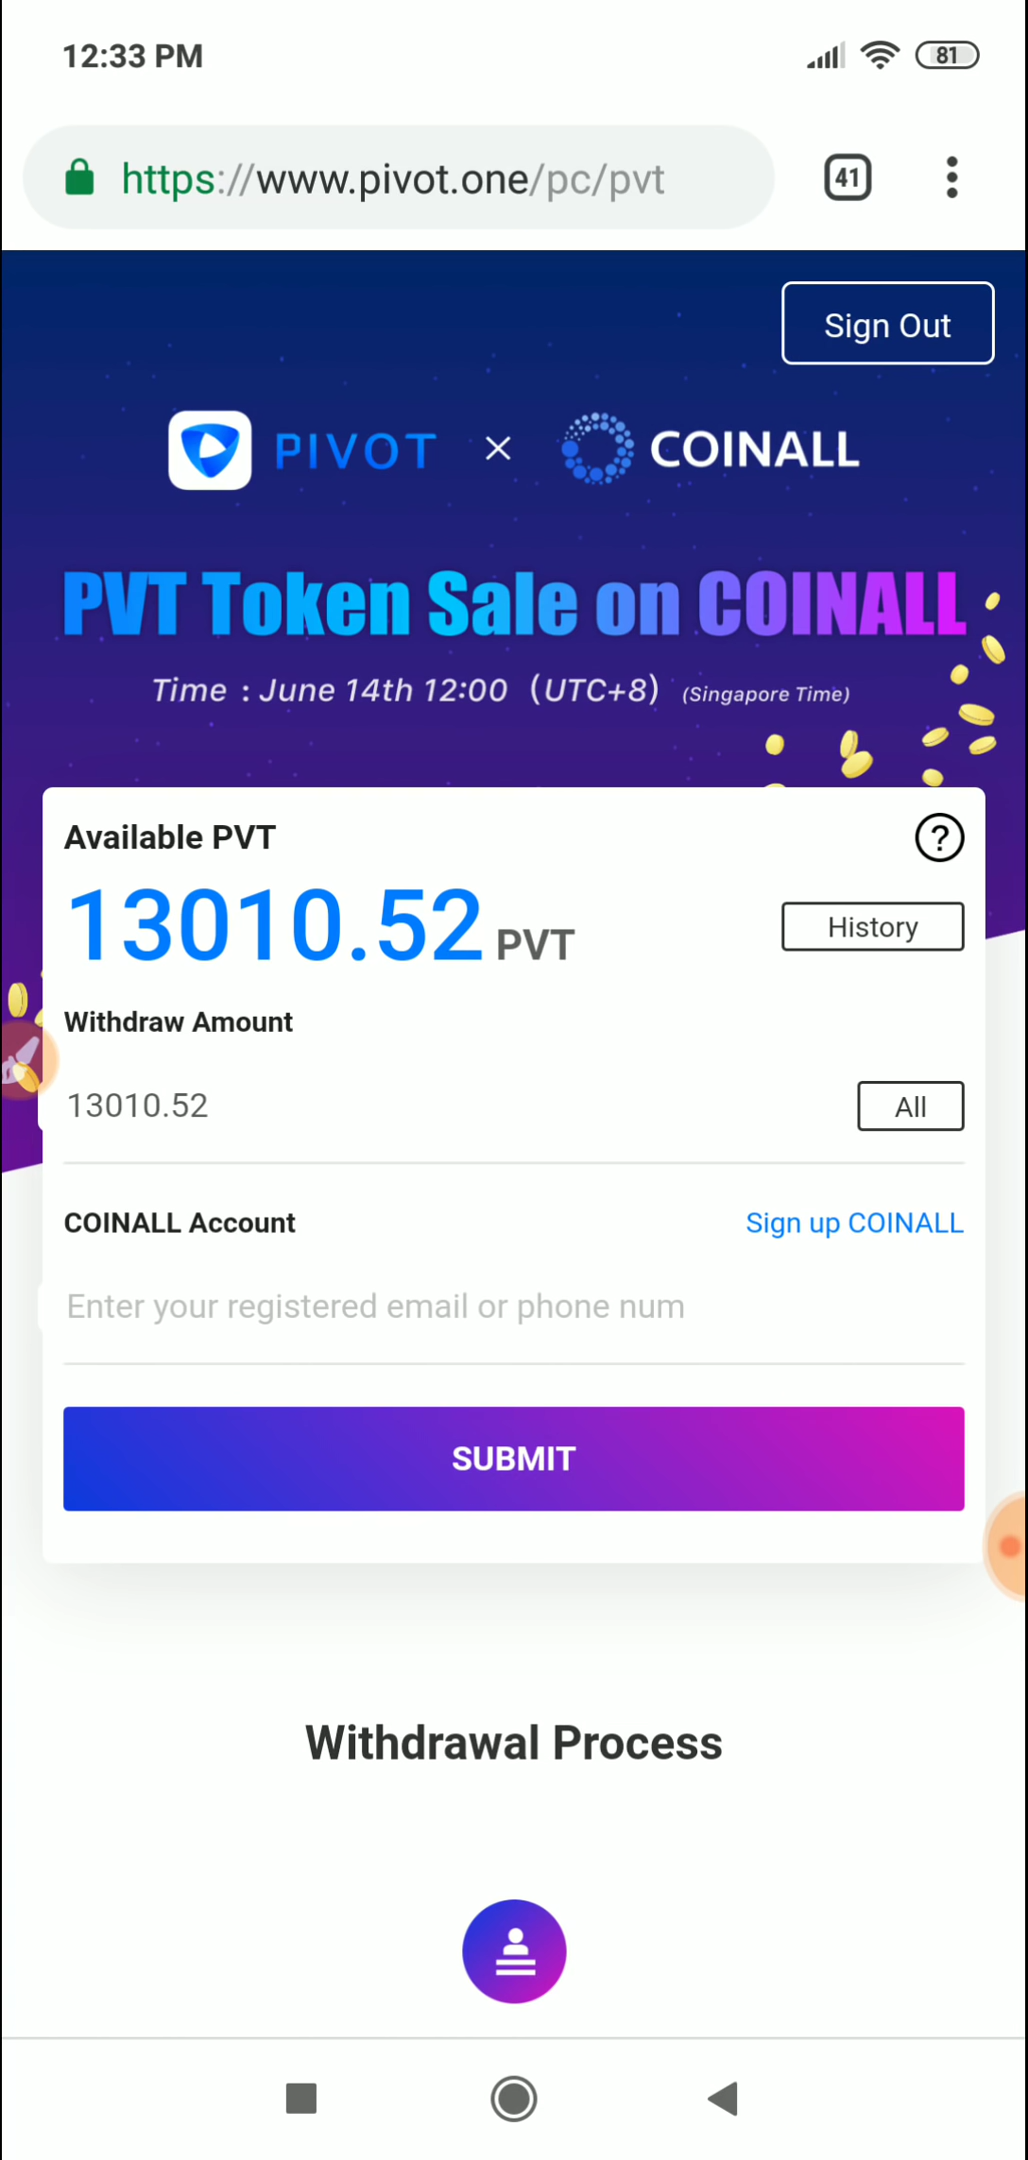 12:33 PM
81
https://www.pivot.one/pc/pvt
41
Sign Out
PIVOT × COINALL
PVT Token Sale on COINALL
Time : June 14th 12:00 (UTC+8) (Singapore Time)
Available PVT
?
13010.52 PVT
History
Withdraw Amount
13010.52
All
COINALL Account
Sign up COINALL
Enter your registered email or phone num
SUBMIT
Withdrawal Process